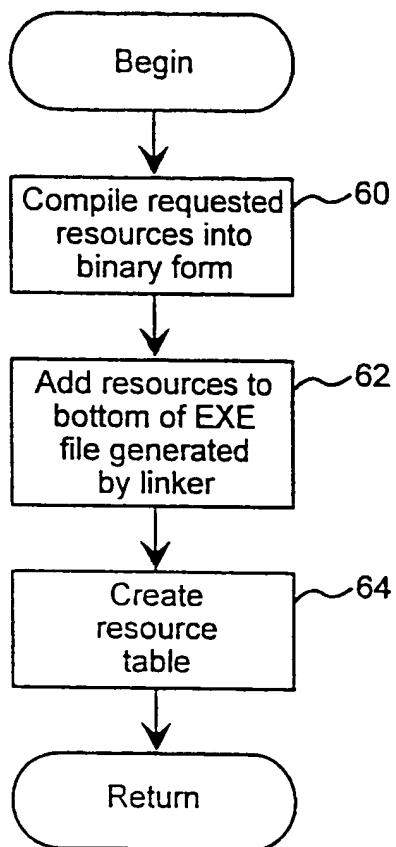 Begin
Compile requested
resources into
binary form
60
Add resources to
bottom of EXE
file generated
by linker
62
Create
resource
table
64
Return